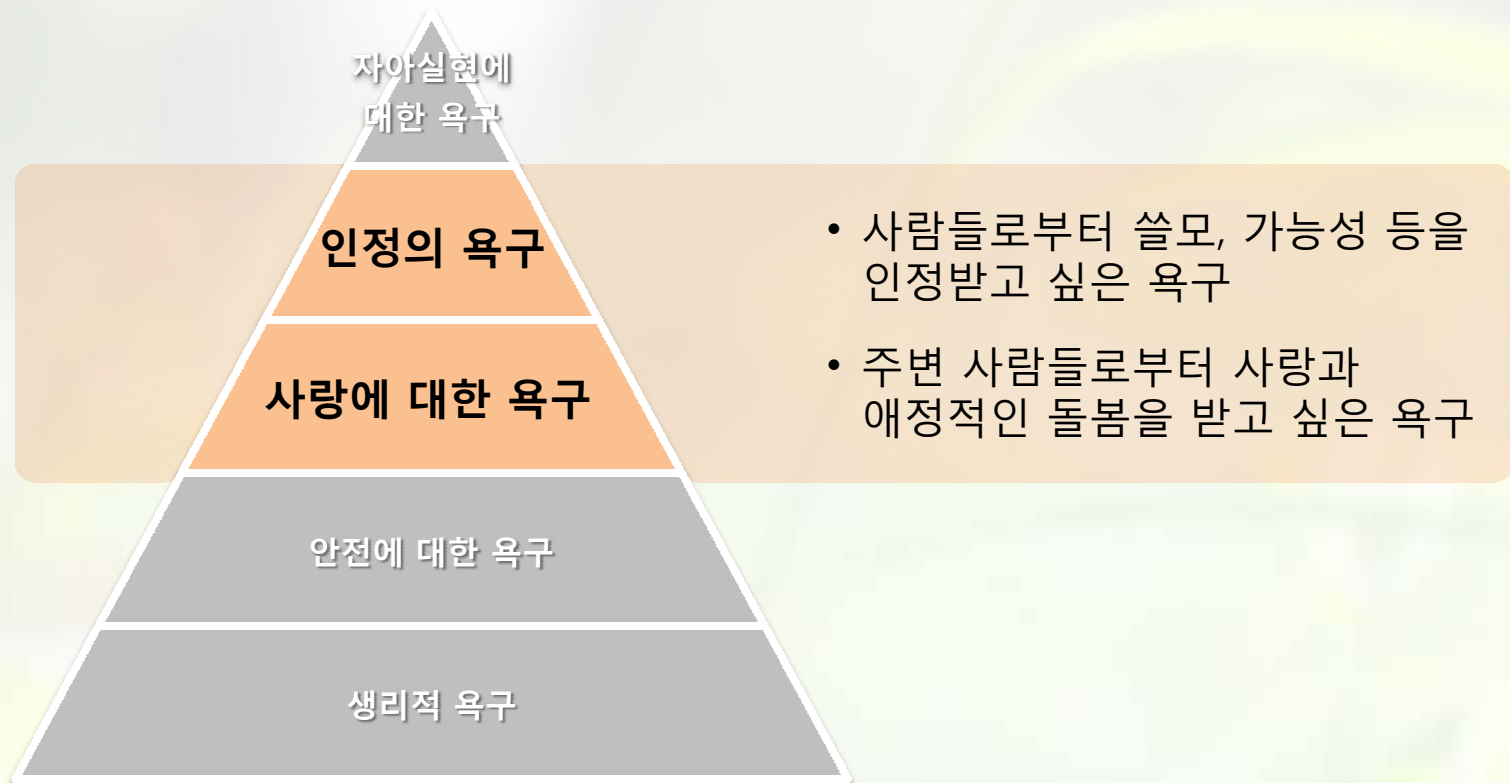 자아실현에
대한 욕구
인정의 욕구
• 사람들로부터 쓸모, 가능성 등을
인정받고 싶은 욕구
사랑에 대한 욕구
• 주변 사람들로부터 사랑과
애정적인 돌봄을 받고 싶은 욕구
안전에 대한 욕구
생리적 욕구